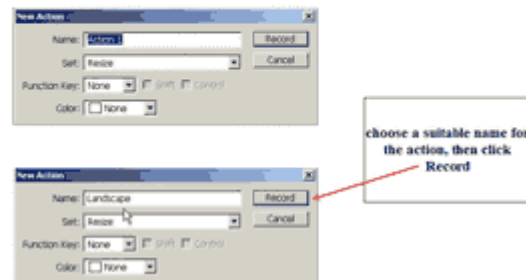 New Action
Name: Action 1
Record
Set: Resize
Cancel
Function Key: None Shift Control
Color: None
New Action
Name: Landscape
Record
Set: Resize
Cancel
Function Key: None Shift Control
Color: None
choose a suitable name for
the action, then click
Record